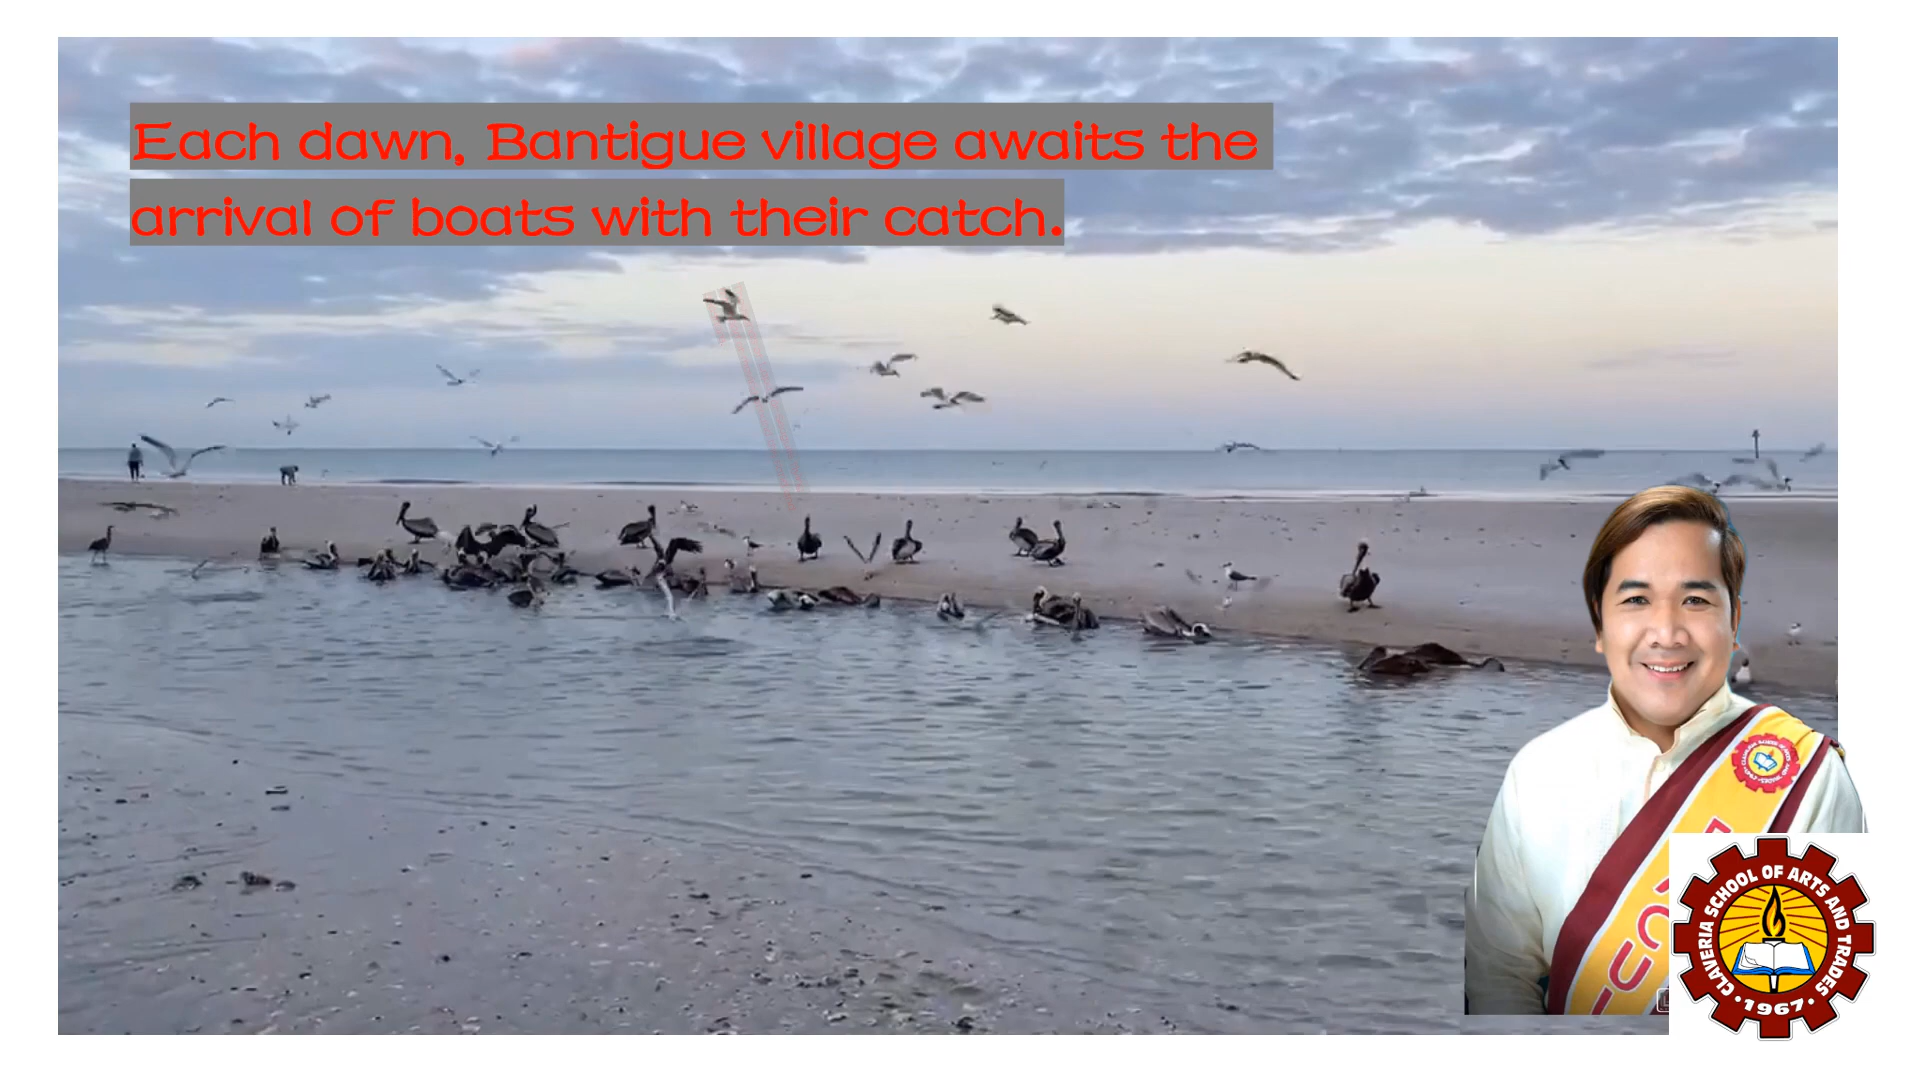 Each dawn, Bantigue village awaits the
arrival of boats with their catch.
CLAVERIA SCHOOL OF ARTS AND TRADES
• 1967 •